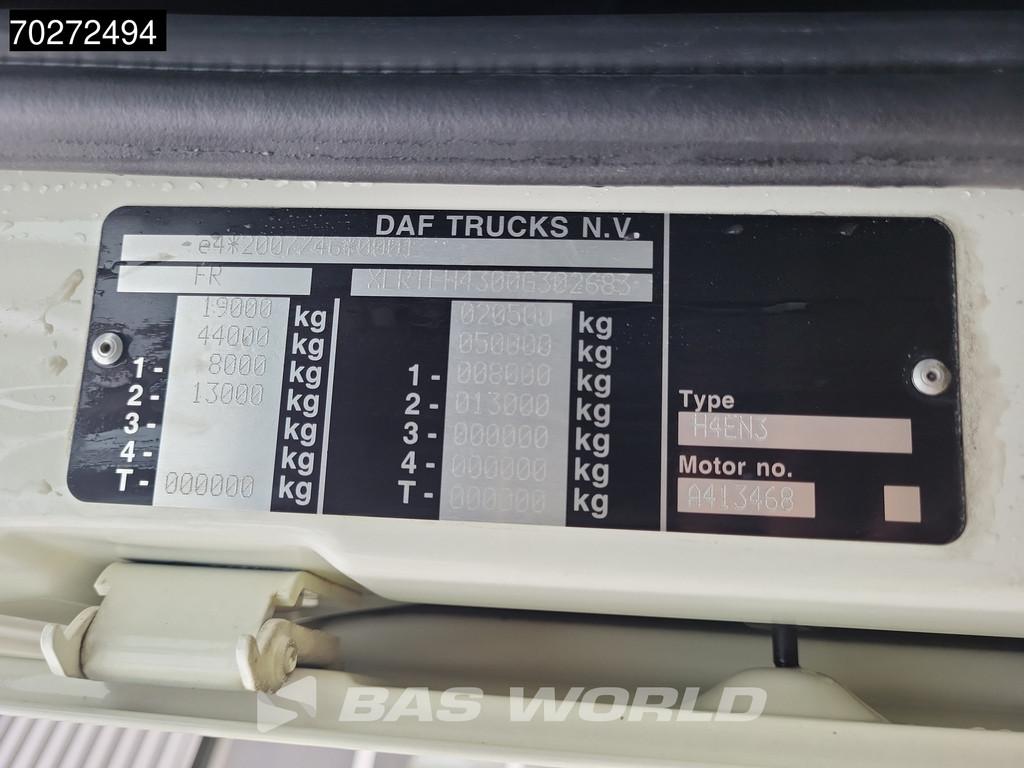 70272494
DAF TRUCKS N.V.
e4*2007/46*0001
FR XLRTEH4300G302683
19000 kg 020500 kg
44000 kg 050000 kg
1- 8000 kg 1- 008000 kg
2- 13000 kg 2- 013000 kg
3- kg 3- 000000 kg
4- kg 4- 000000 kg
T- 000000 kg T- 000000 kg
Type
H4EN3
Motor no.
A413468
BAS WORLD